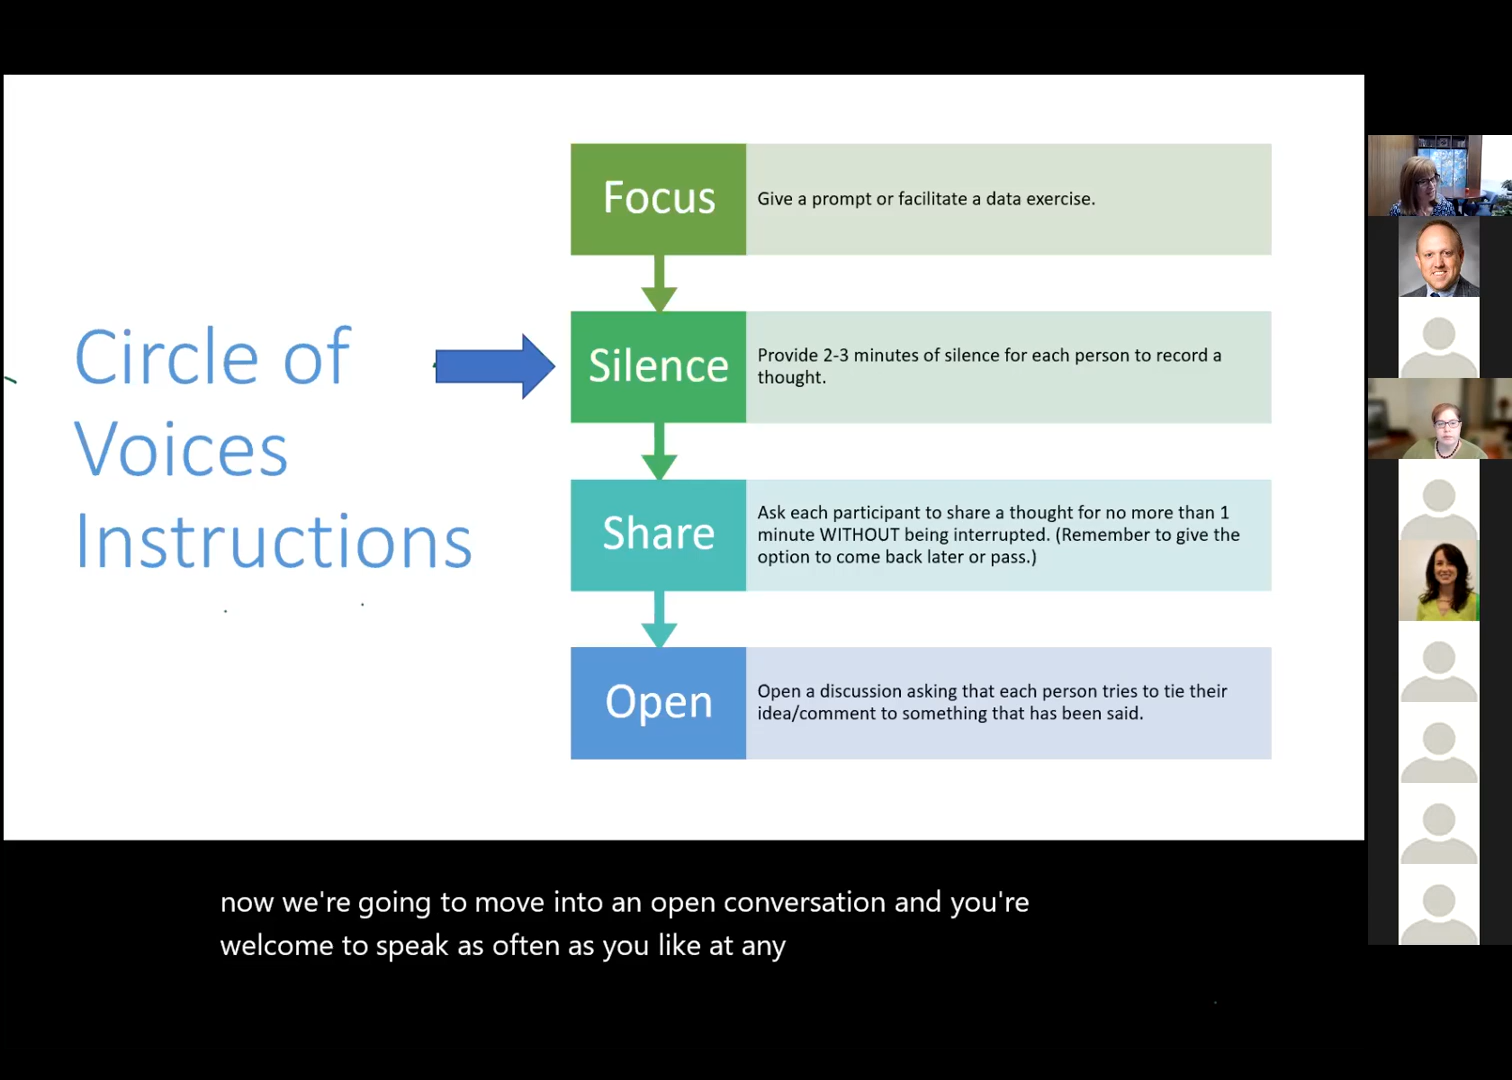 Circle of
Voices
Instructions
Focus
Give a prompt or facilitate a data exercise.
Silence
Provide 2-3 minutes of silence for each person to record a
thought.
Share
Ask each participant to share a thought for no more than 1
minute WITHOUT being interrupted. (Remember to give the
option to come back later or pass.)
Open
Open a discussion asking that each person tries to tie their
idea/comment to something that has been said.
now we're going to move into an open conversation and you're
welcome to speak as often as you like at any